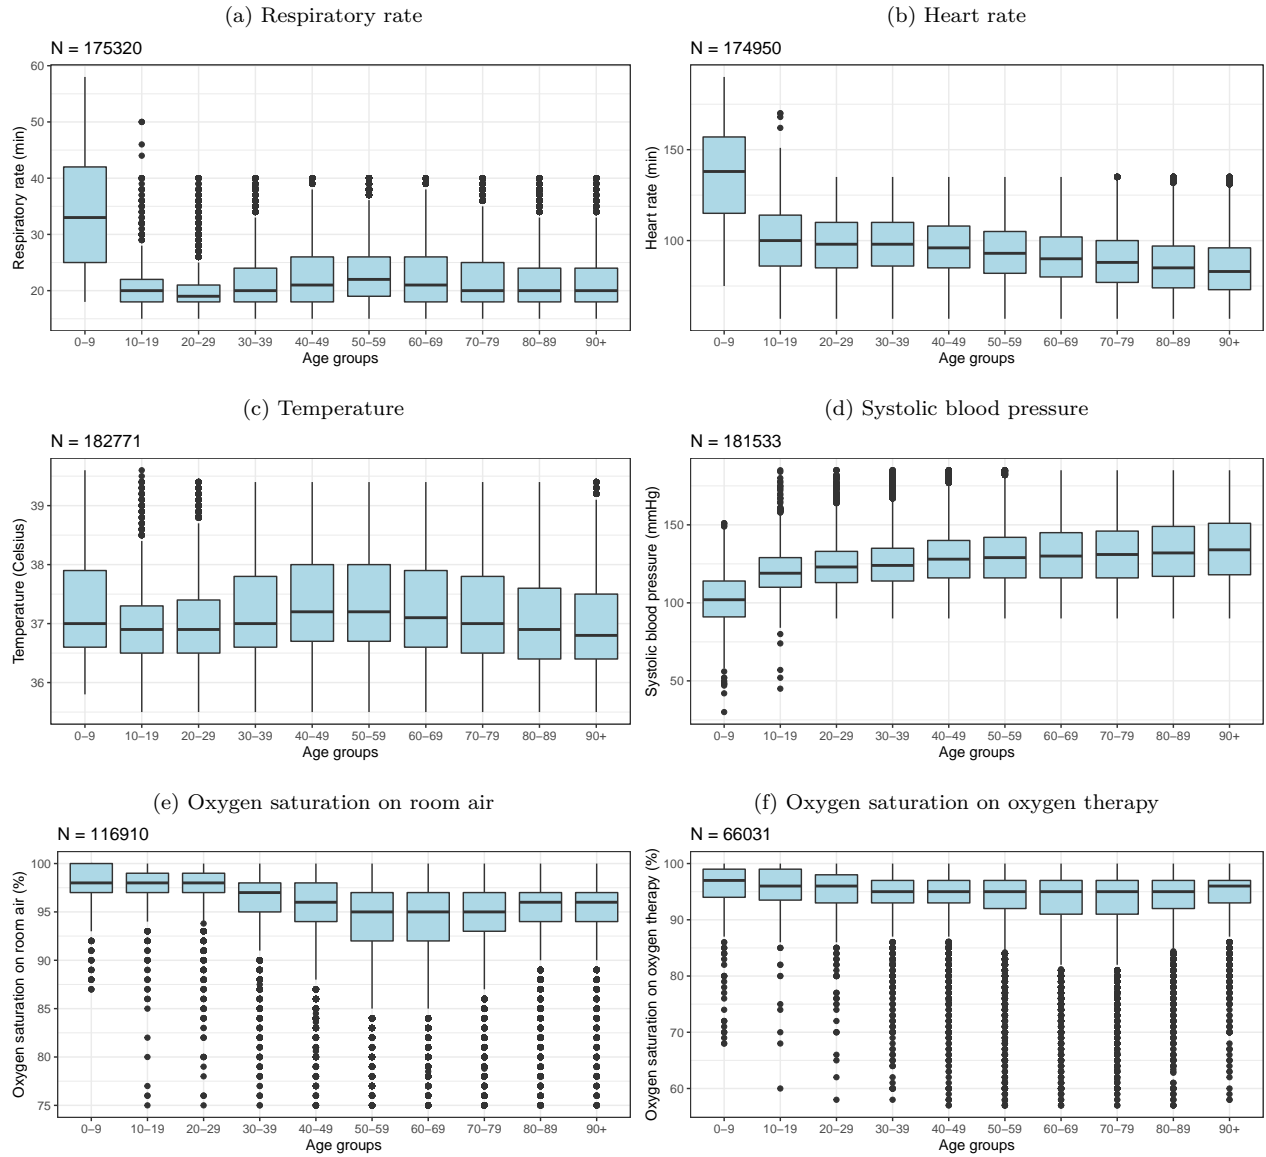 (a) Respiratory rate
N = 175320
Respiratory rate (min)
60
50
40
30
20
0–9 10–19 20–29 30–39 40–49 50–59 60–69 70–79 80–89 90+
Age groups
(b) Heart rate
N = 174950
Heart rate (min)
150
100
0–9 10–19 20–29 30–39 40–49 50–59 60–69 70–79 80–89 90+
Age groups
(c) Temperature
N = 182771
Temperature (Celsius)
39
38
37
36
0–9 10–19 20–29 30–39 40–49 50–59 60–69 70–79 80–89 90+
Age groups
(d) Systolic blood pressure
N = 181533
Systolic blood pressure (mmHg)
150
100
50
0–9 10–19 20–29 30–39 40–49 50–59 60–69 70–79 80–89 90+
Age groups
(e) Oxygen saturation on room air
N = 116910
Oxygen saturation on room air (%)
100
95
90
85
80
75
0–9 10–19 20–29 30–39 40–49 50–59 60–69 70–79 80–89 90+
Age groups
(f) Oxygen saturation on oxygen therapy
N = 66031
Oxygen saturation on oxygen therapy (%)
100
90
80
70
60
0–9 10–19 20–29 30–39 40–49 50–59 60–69 70–79 80–89 90+
Age groups